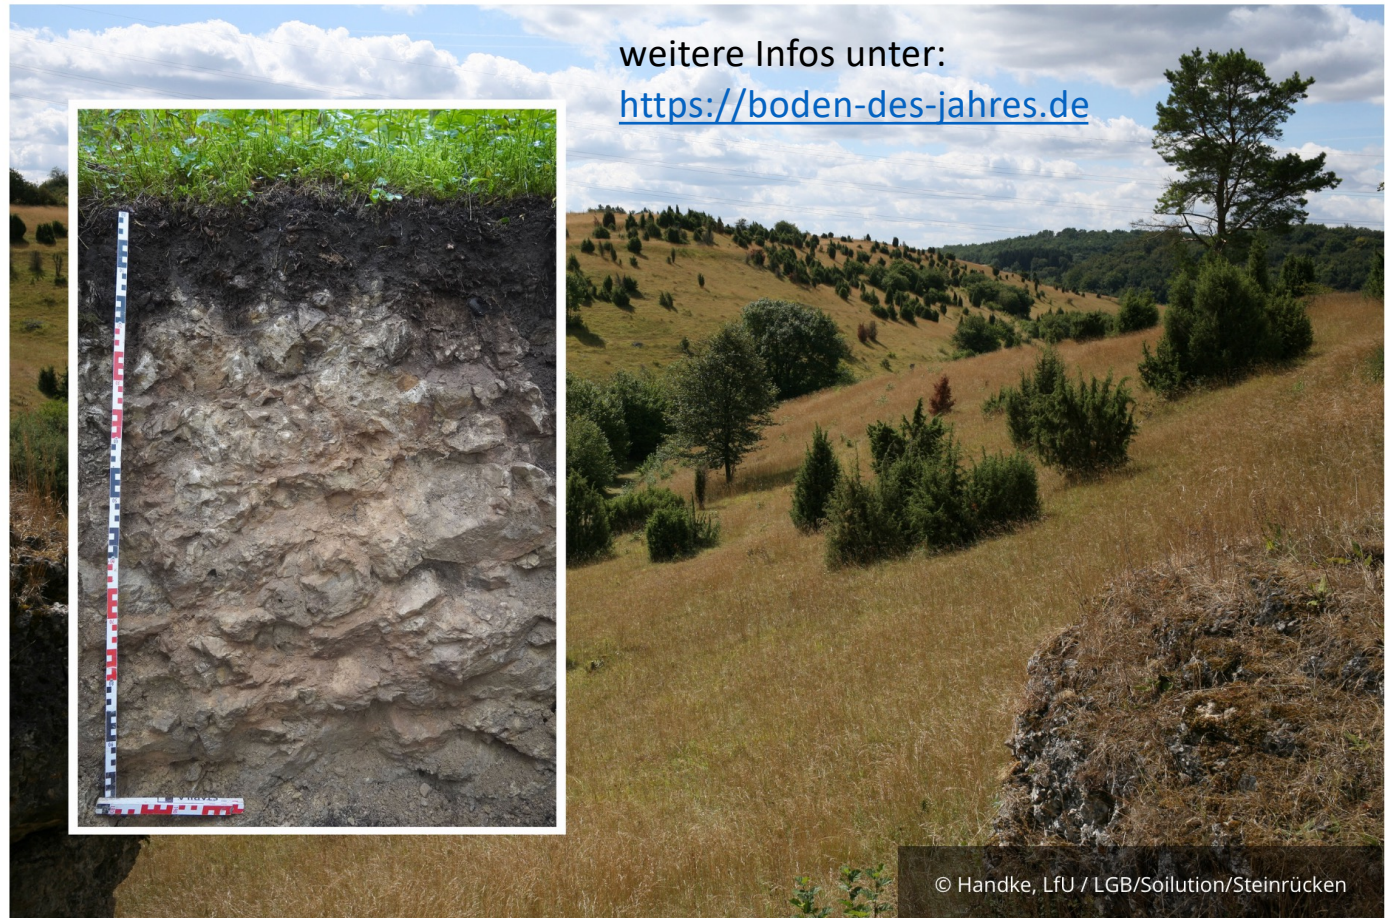 weitere Infos unter:
https://boden-des-jahres.de
© Handke, LfU / LGB/Soilution/Steinrücken